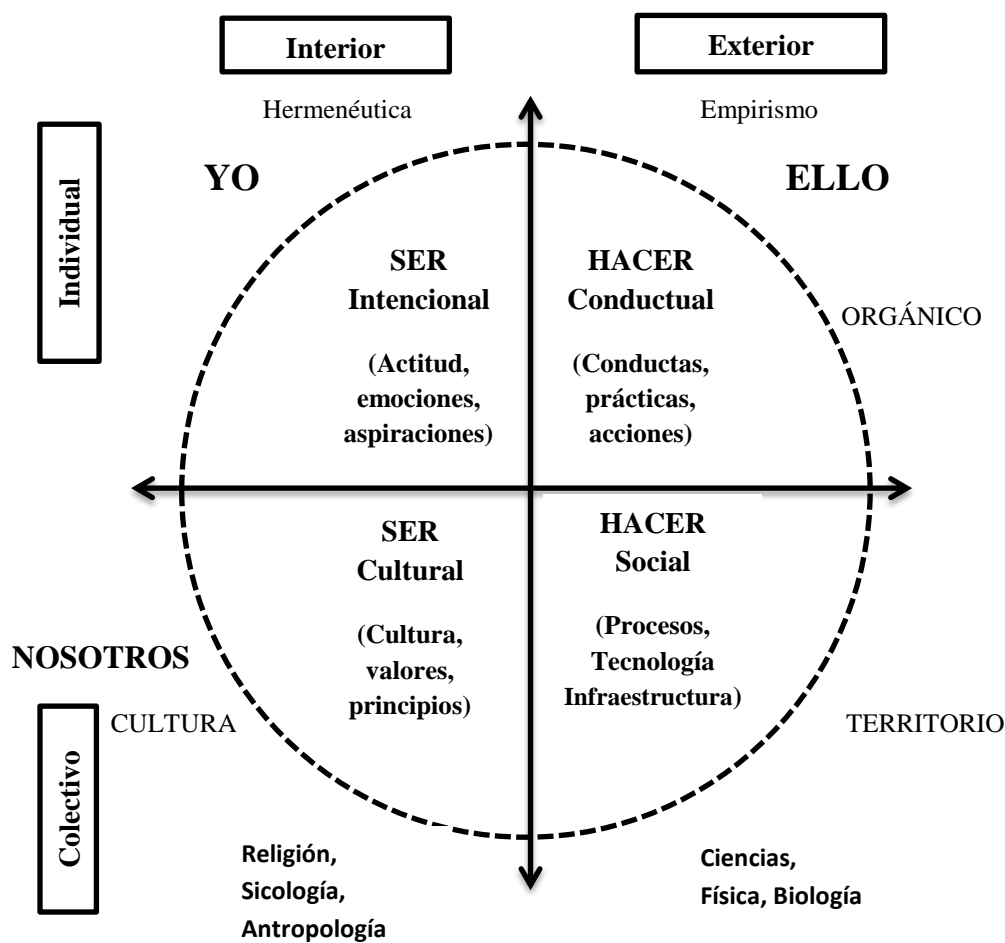 Interior
Exterior
Hermenéutica
Empirismo
Individual
YO
ELLO
SER
Intencional
(Actitud,
emociones,
aspiraciones)
HACER
Conductual
(Conductas,
prácticas,
acciones)
ORGÁNICO
SER
Cultural
(Cultura,
valores,
principios)
HACER
Social
(Procesos,
Tecnología
Infraestructura)
NOSOTROS
CULTURA
TERRITORIO
Colectivo
Religión,
Sicología,
Antropología
Ciencias,
Física, Biología